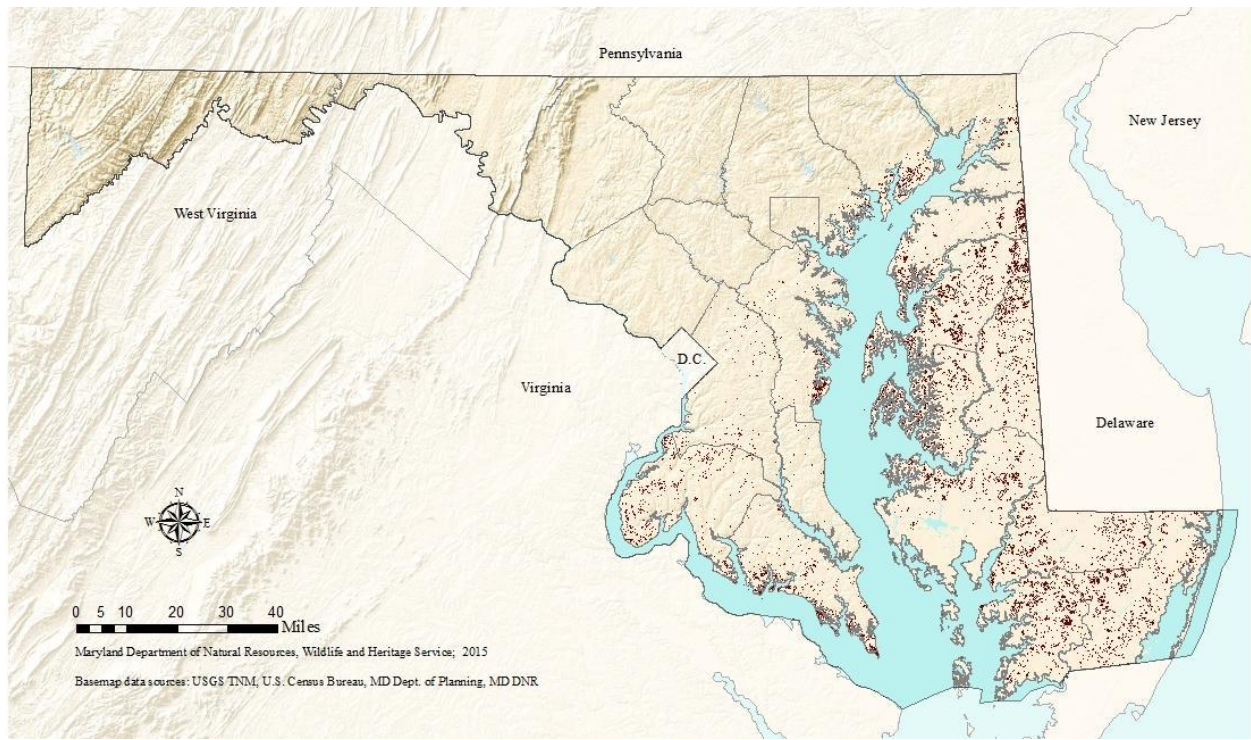 Pennsylvania
New Jersey
West Virginia
D.C.
Virginia
Delaware
N
W E
S
0 5 10 20 30 40
Miles
Maryland Department of Natural Resources, Wildlife and Heritage Service; 2015
Basemap data sources: USGS TNM, U.S. Census Bureau, MD Dept. of Planning, MD DNR